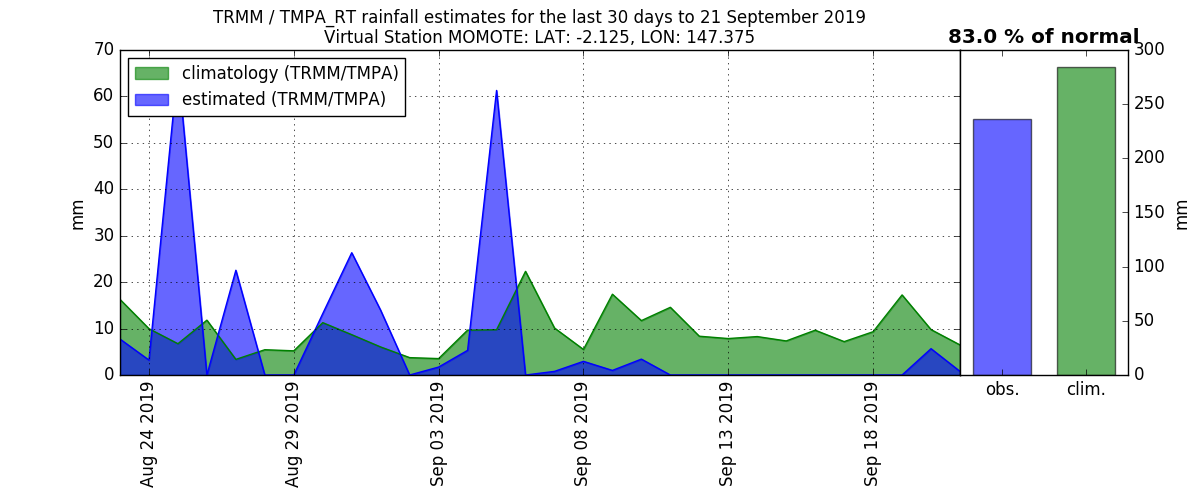 TRMM / TMPA_RT rainfall estimates for the last 30 days to 21 September 2019
Virtual Station MOMOTE: LAT: -2.125, LON: 147.375
83.0 % of normal
climatology (TRMM/TMPA)
estimated (TRMM/TMPA)
70
60
50
40
30
20
10
0
mm
Aug 24 2019
Aug 29 2019
Sep 03 2019
Sep 08 2019
Sep 13 2019
Sep 18 2019
obs.
clim.
300
250
200
150
100
50
0
mm